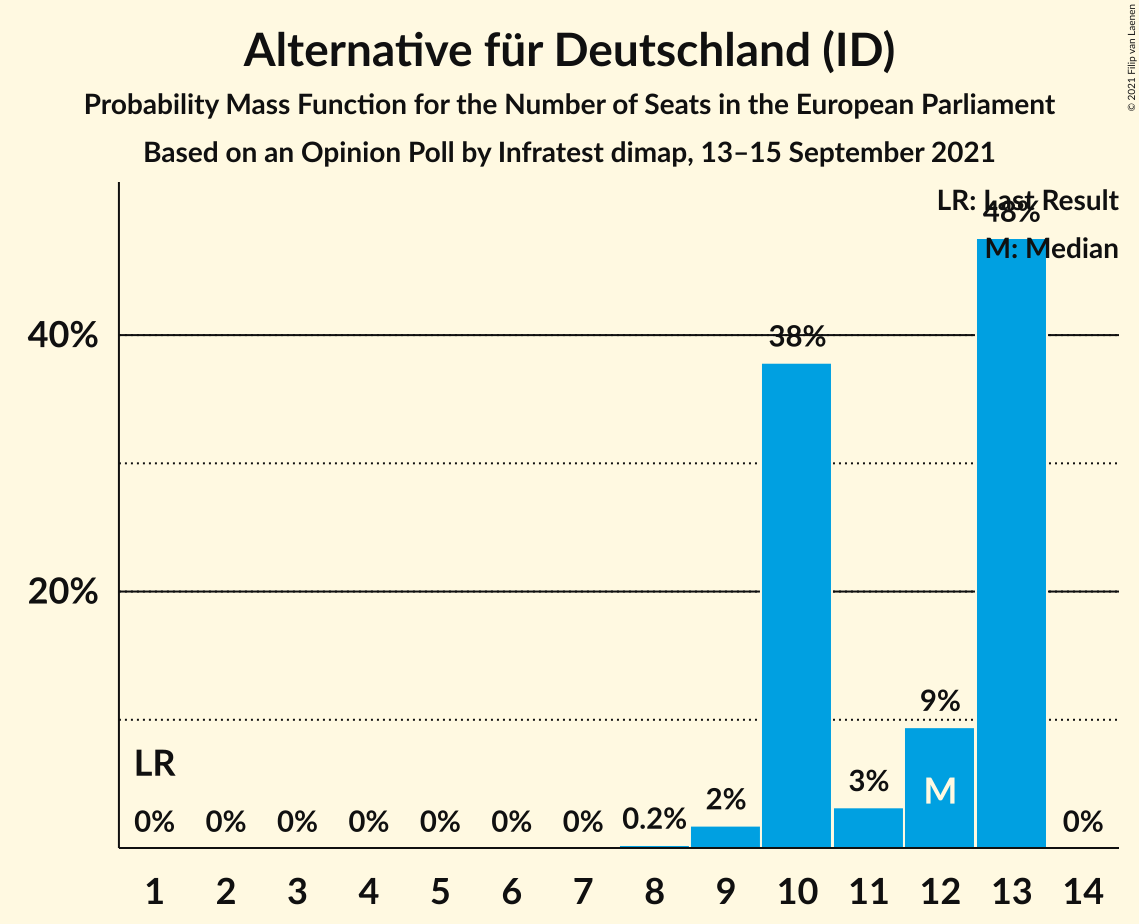 Alternative für Deutschland (ID)
Probability Mass Function for the Number of Seats in the European Parliament
Based on an Opinion Poll by Infratest dimap, 13–15 September 2021
© 2021 Filip van Laenen
LR: Last Result
M: Median
48%
40%
38%
20%
9%
LR
M
3%
2%
0% 0% 0% 0% 0% 0% 0% 0.2% 0%
1 2 3 4 5 6 7 8 9 10 11 12 13 14